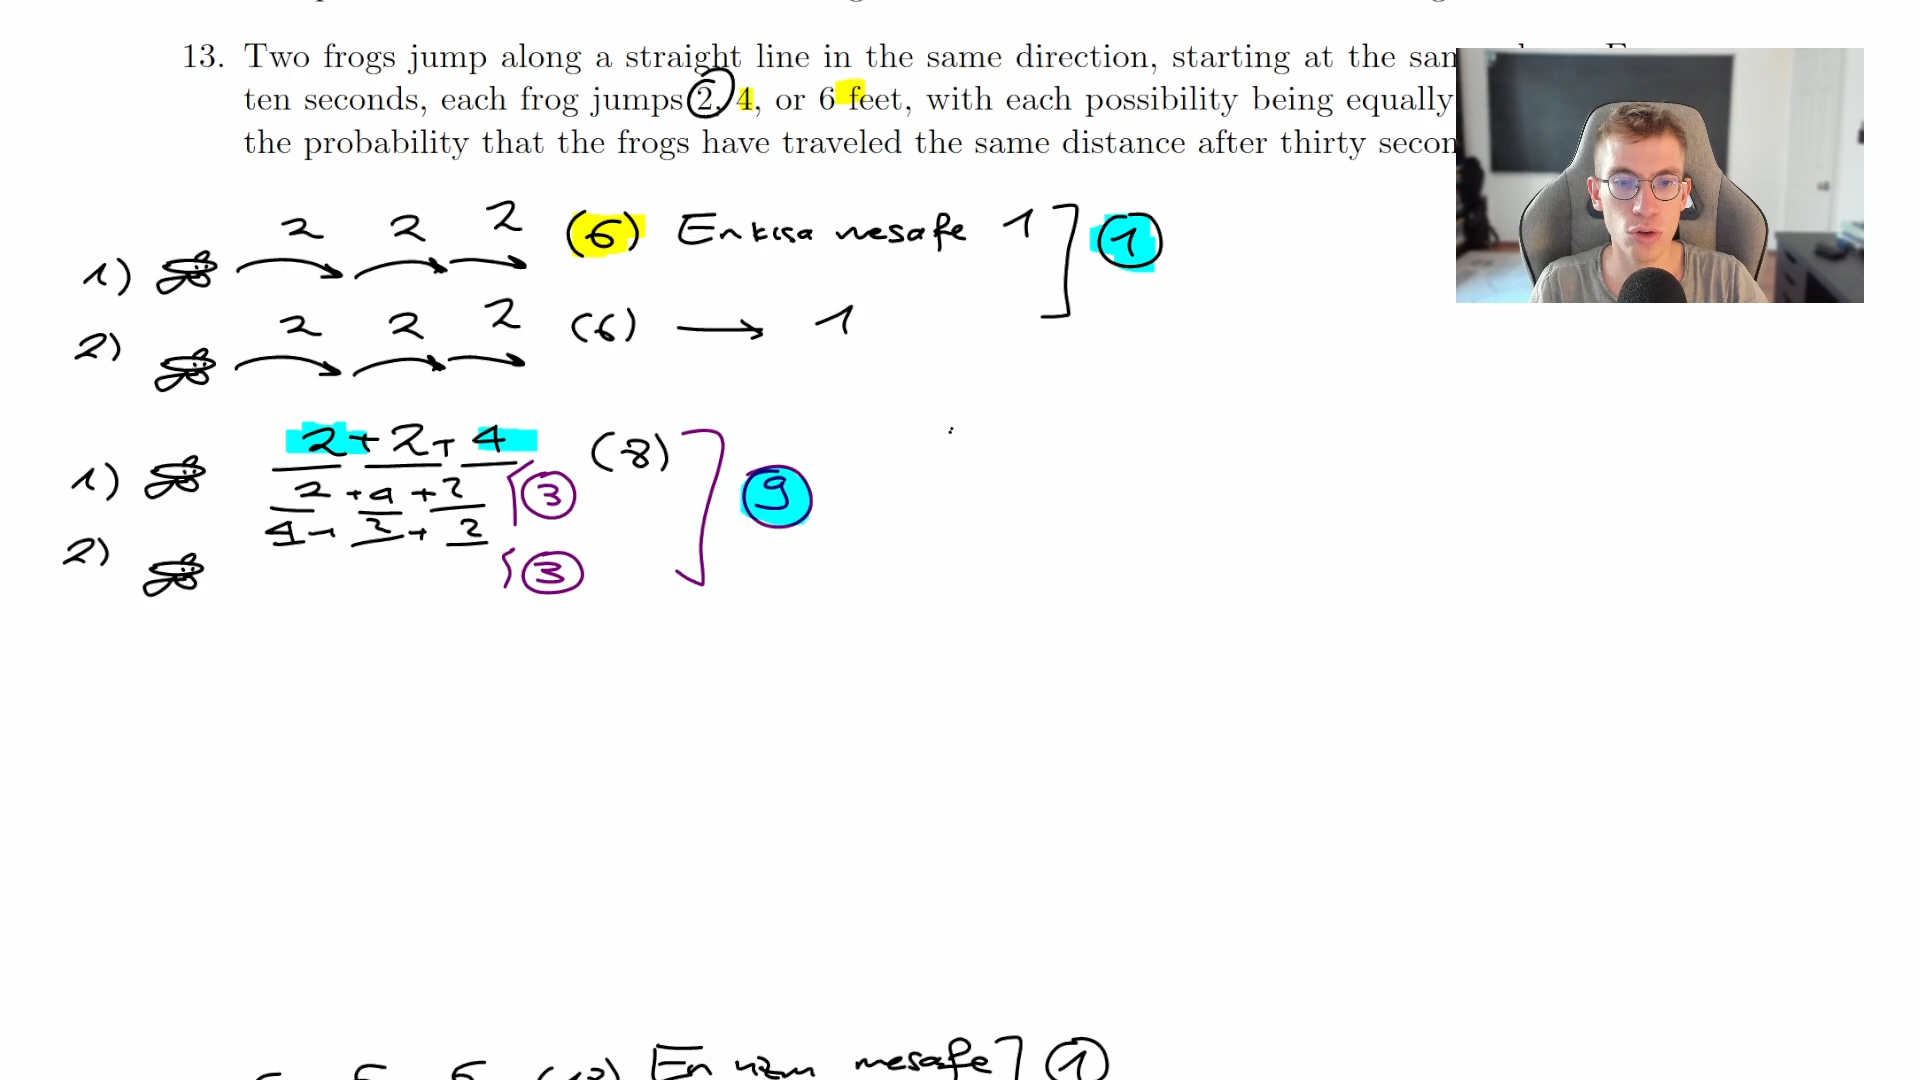 13. Two frogs jump along a straight line in the same direction, starting at the san
ten seconds, each frog jumps 2, 4, or 6 feet, with each possibility being equally
the probability that the frogs have traveled the same distance after thirty secon
2 2 2 (6) En kısa mesafe 1 1
1)
2 2 2 (6) → 1
2)
2 + 2 + 4 (8)
1)
2 + 4 + 2 3 9
4 + 2 + 2
2) 3
En uzun mesafe 1